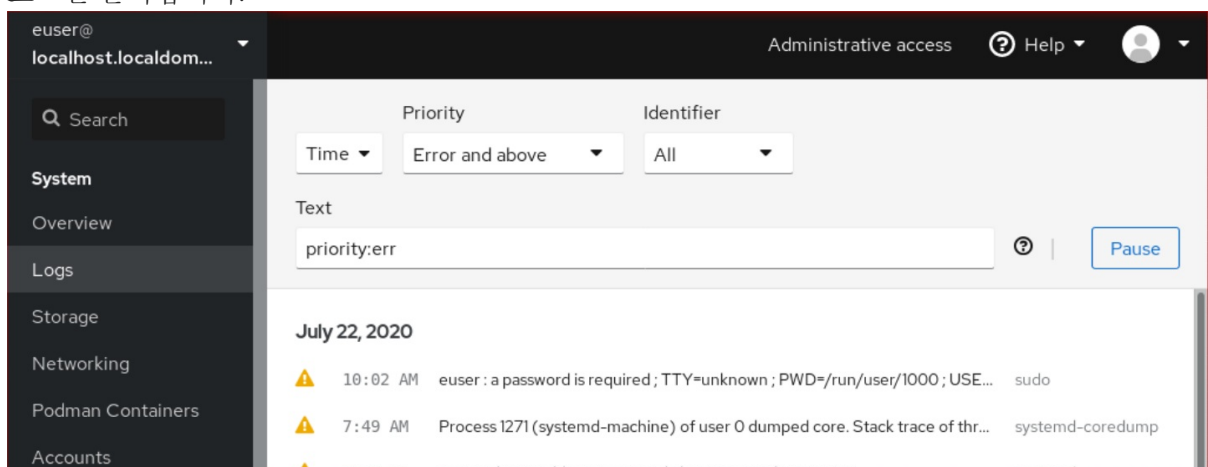 euser@
localhost.localdom...
Administrative access
Help
Search
Priority
Identifier
Time
Error and above
All
System
Text
Overview
priority:err
Pause
Logs
Storage
July 22, 2020
Networking
10:02 AM euser : a password is required ; TTY=unknown ; PWD=/run/user/1000 ; USE... sudo
Podman Containers
7:49 AM Process 1271 (systemd-machine) of user 0 dumped core. Stack trace of thr... systemd-coredump
Accounts